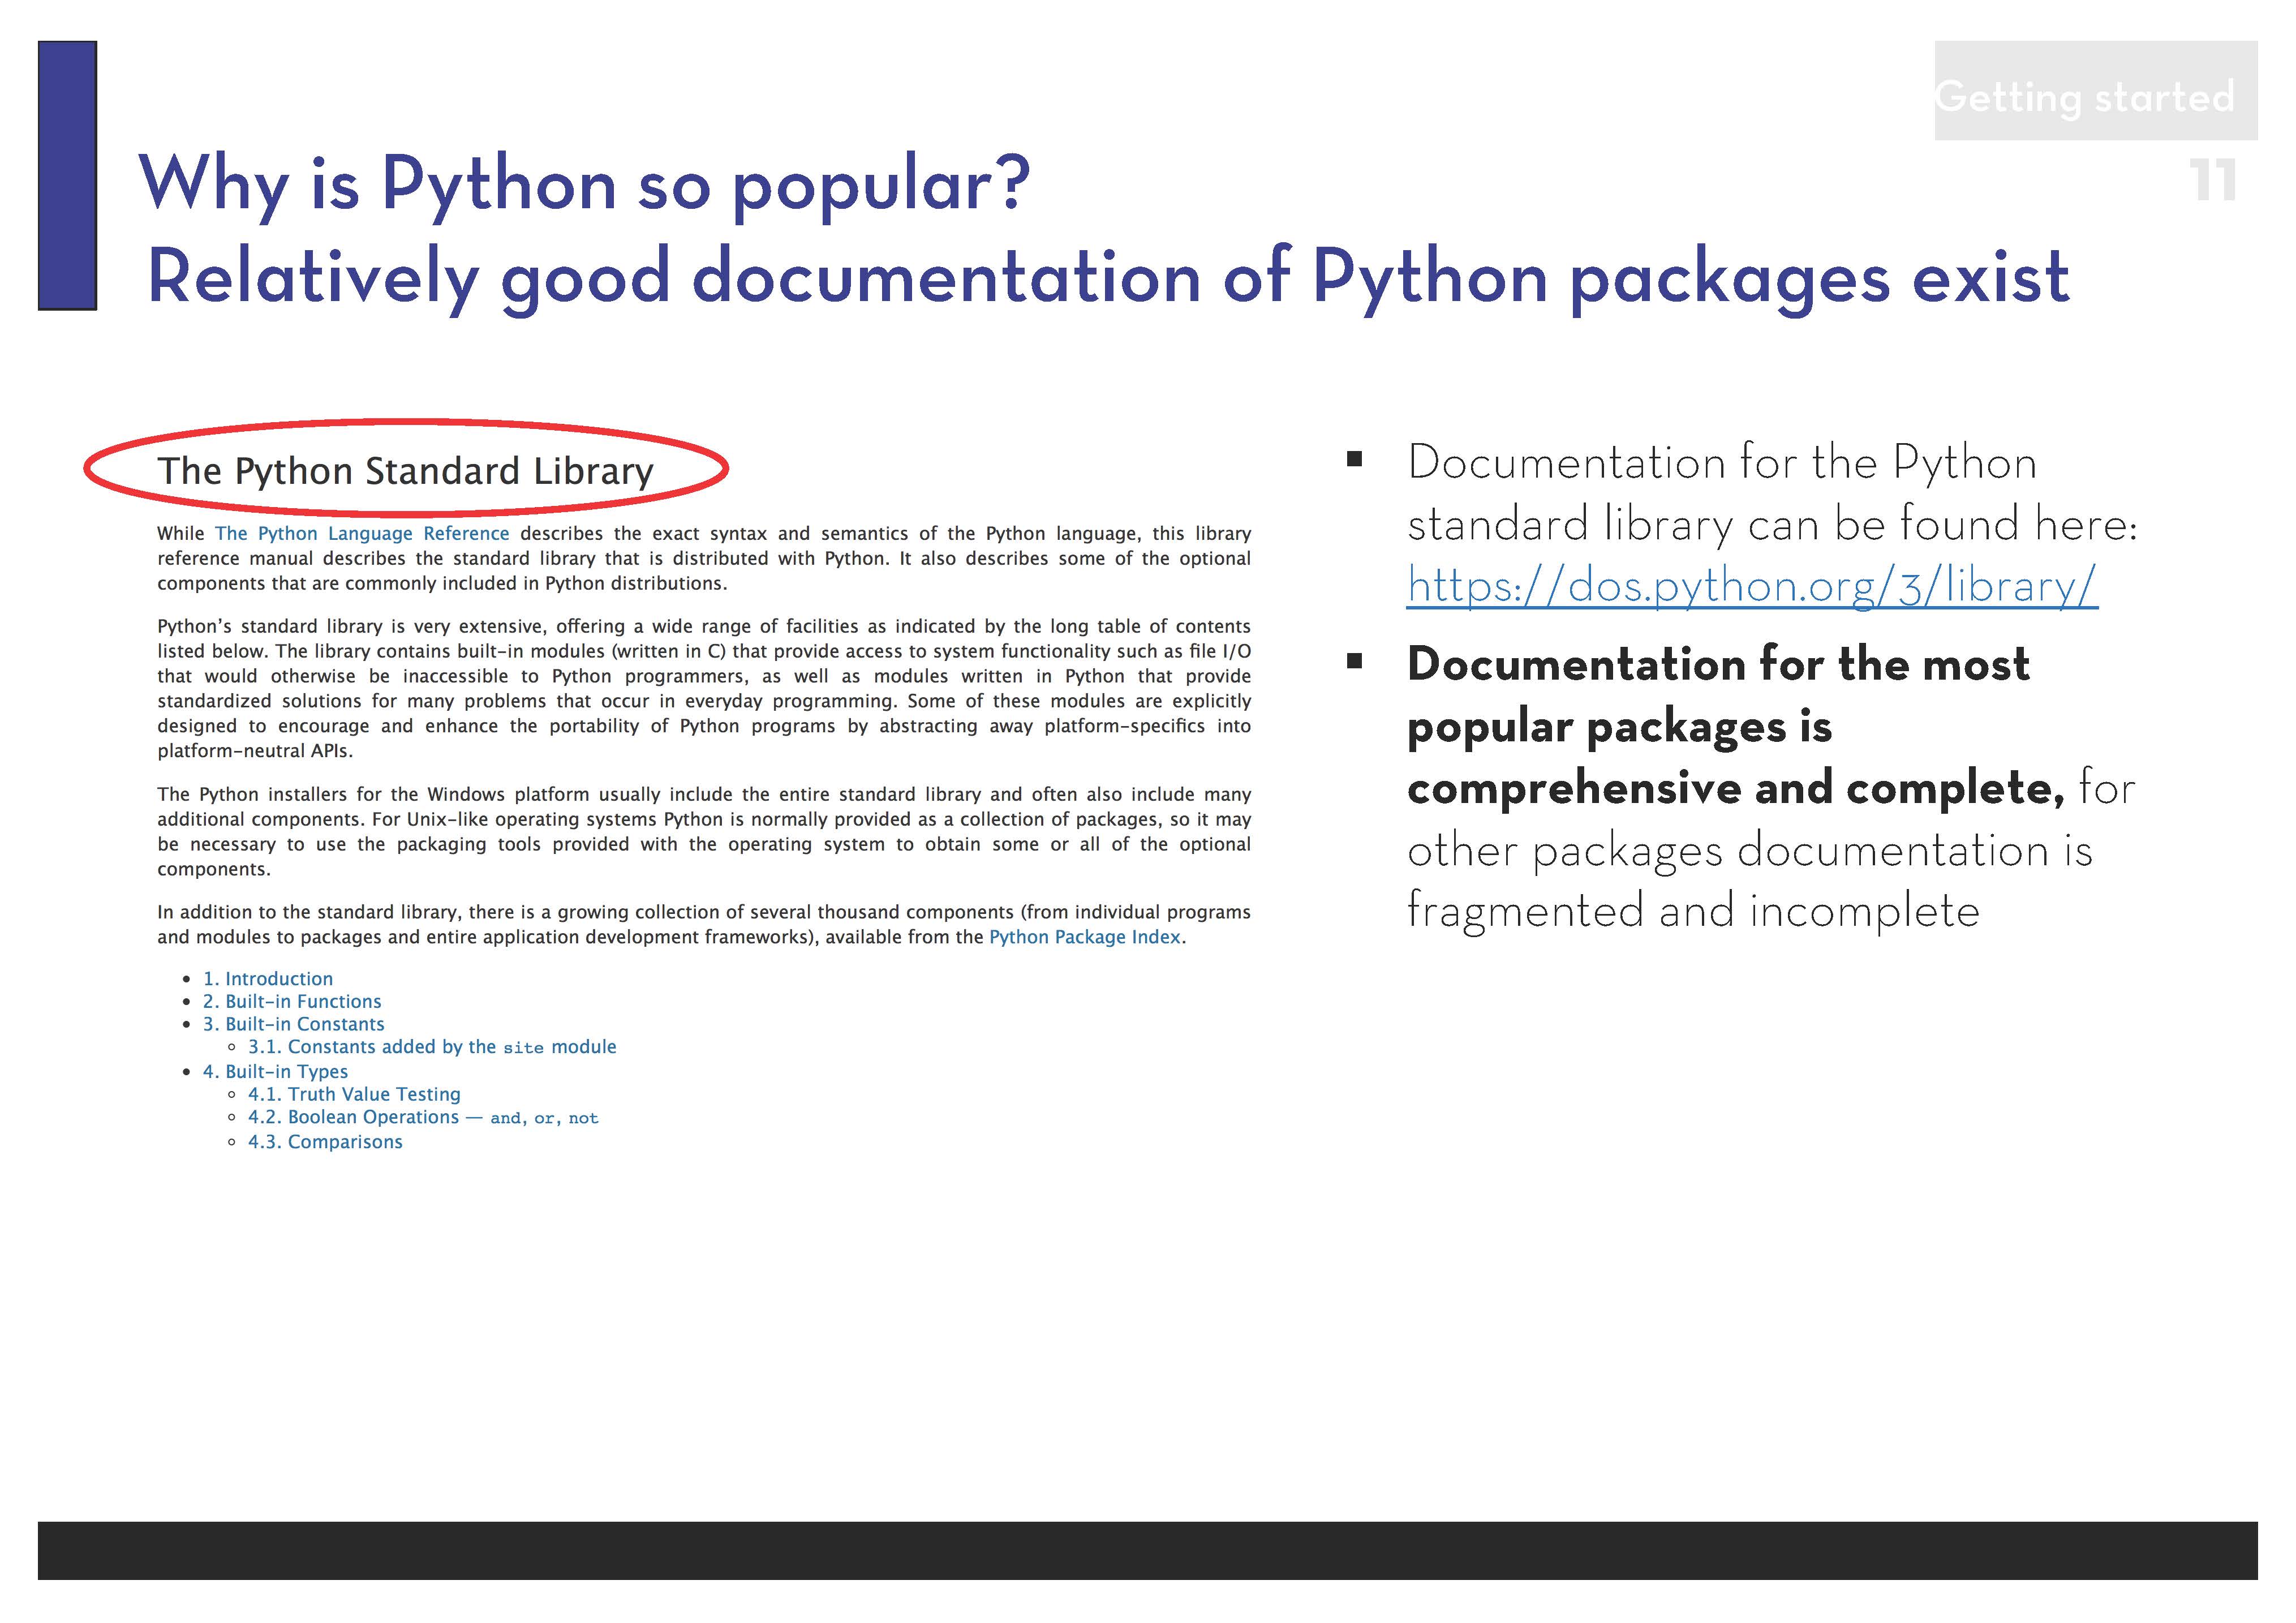 Getting started
11
Why is Python so popular?
Relatively good documentation of Python packages exist
The Python Standard Library
While The Python Language Reference describes the exact syntax and semantics of the Python language, this library
reference manual describes the standard library that is distributed with Python. It also describes some of the optional
components that are commonly included in Python distributions.
Python’s standard library is very extensive, offering a wide range of facilities as indicated by the long table of contents
listed below. The library contains built-in modules (written in C) that provide access to system functionality such as file I/O
that would otherwise be inaccessible to Python programmers, as well as modules written in Python that provide
standardized solutions for many problems that occur in everyday programming. Some of these modules are explicitly
designed to encourage and enhance the portability of Python programs by abstracting away platform-specifics into
platform-neutral APIs.
The Python installers for the Windows platform usually include the entire standard library and often also include many
additional components. For Unix-like operating systems Python is normally provided as a collection of packages, so it may
be necessary to use the packaging tools provided with the operating system to obtain some or all of the optional
components.
In addition to the standard library, there is a growing collection of several thousand components (from individual programs
and modules to packages and entire application development frameworks), available from the Python Package Index.
• 1. Introduction
• 2. Built-in Functions
• 3. Built-in Constants
◦ 3.1. Constants added by the site module
• 4. Built-in Types
◦ 4.1. Truth Value Testing
◦ 4.2. Boolean Operations — and, or, not
◦ 4.3. Comparisons
▪ Documentation for the Python
standard library can be found here:
https://dos.python.org/3/library/
▪ Documentation for the most
popular packages is
comprehensive and complete, for
other packages documentation is
fragmented and incomplete